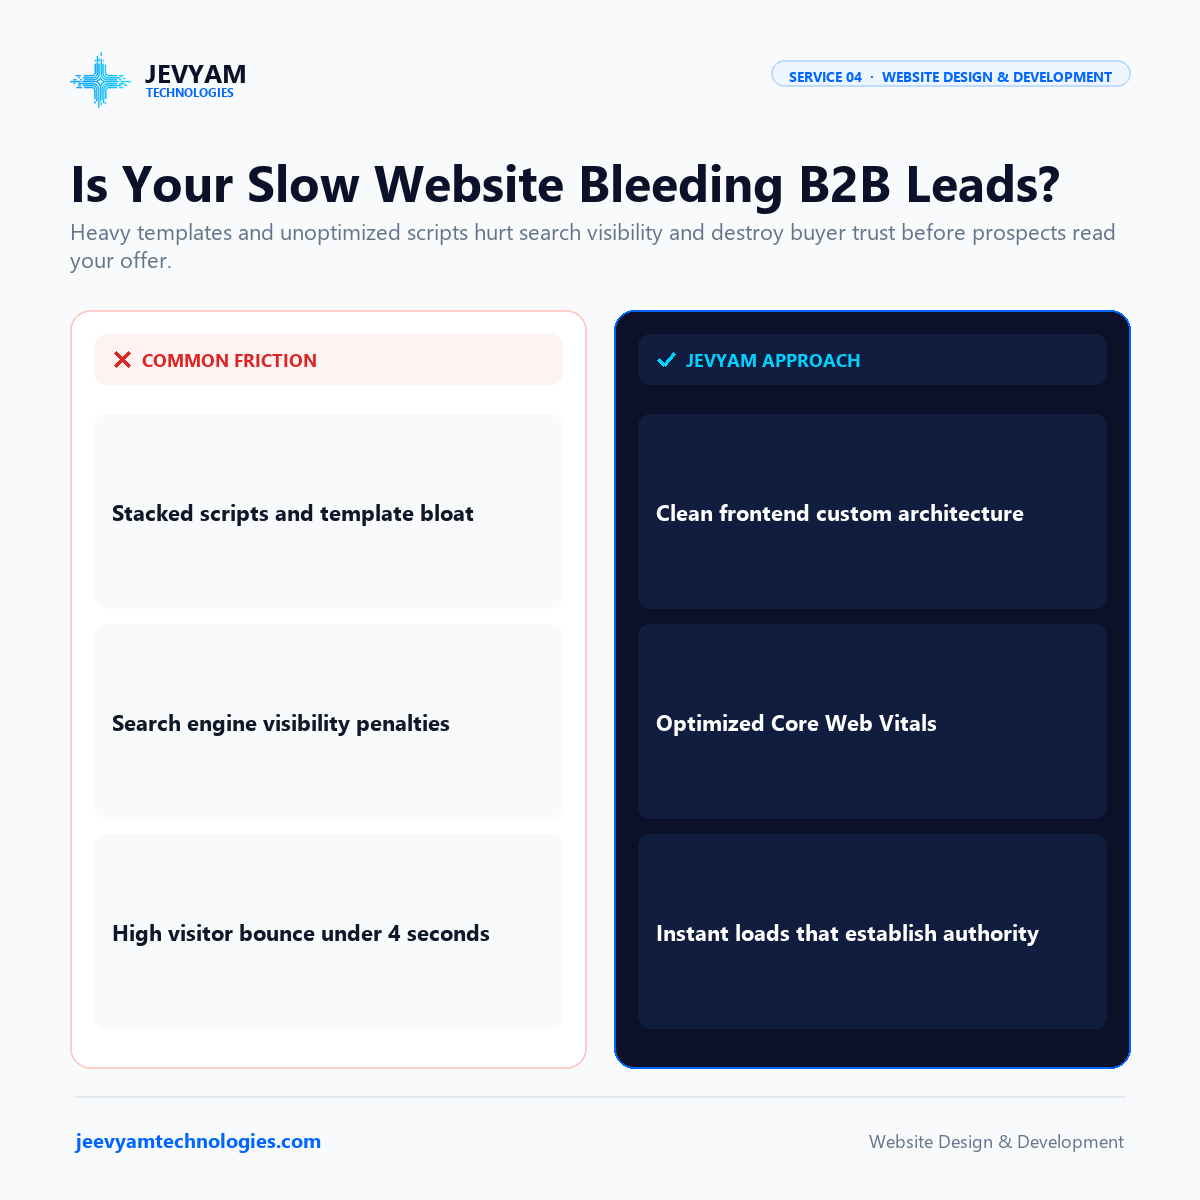 JEVYAM
TECHNOLOGIES
SERVICE 04 · WEBSITE DESIGN & DEVELOPMENT
Is Your Slow Website Bleeding B2B Leads?
Heavy templates and unoptimized scripts hurt search visibility and destroy buyer trust before prospects read
your offer.
COMMON FRICTION
Stacked scripts and template bloat
Search engine visibility penalties
High visitor bounce under 4 seconds
JEVYAM APPROACH
Clean frontend custom architecture
Optimized Core Web Vitals
Instant loads that establish authority
jeevyamtechnologies.com
Website Design & Development